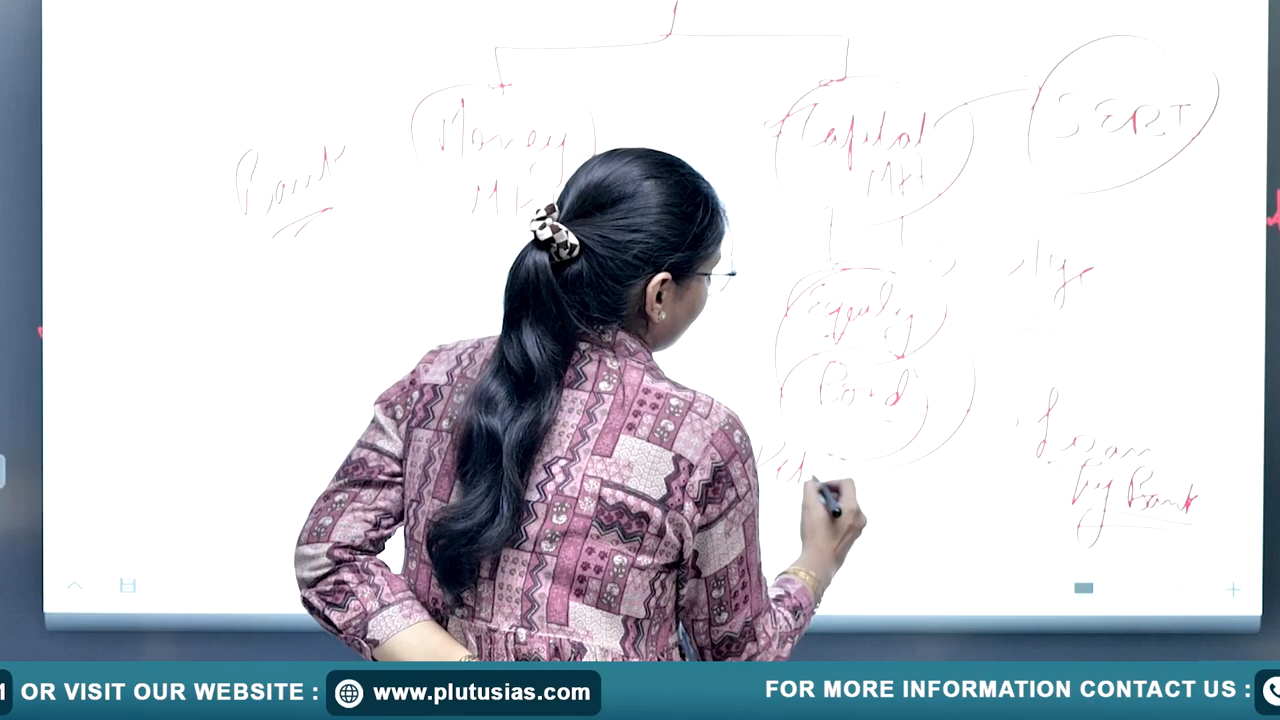 Money
Mkt
Bank
Capital
Mkt
Equity
Bond
Loan
by Bank
1 OR VISIT OUR WEBSITE :
www.plutusias.com
FOR MORE INFORMATION CONTACT US :